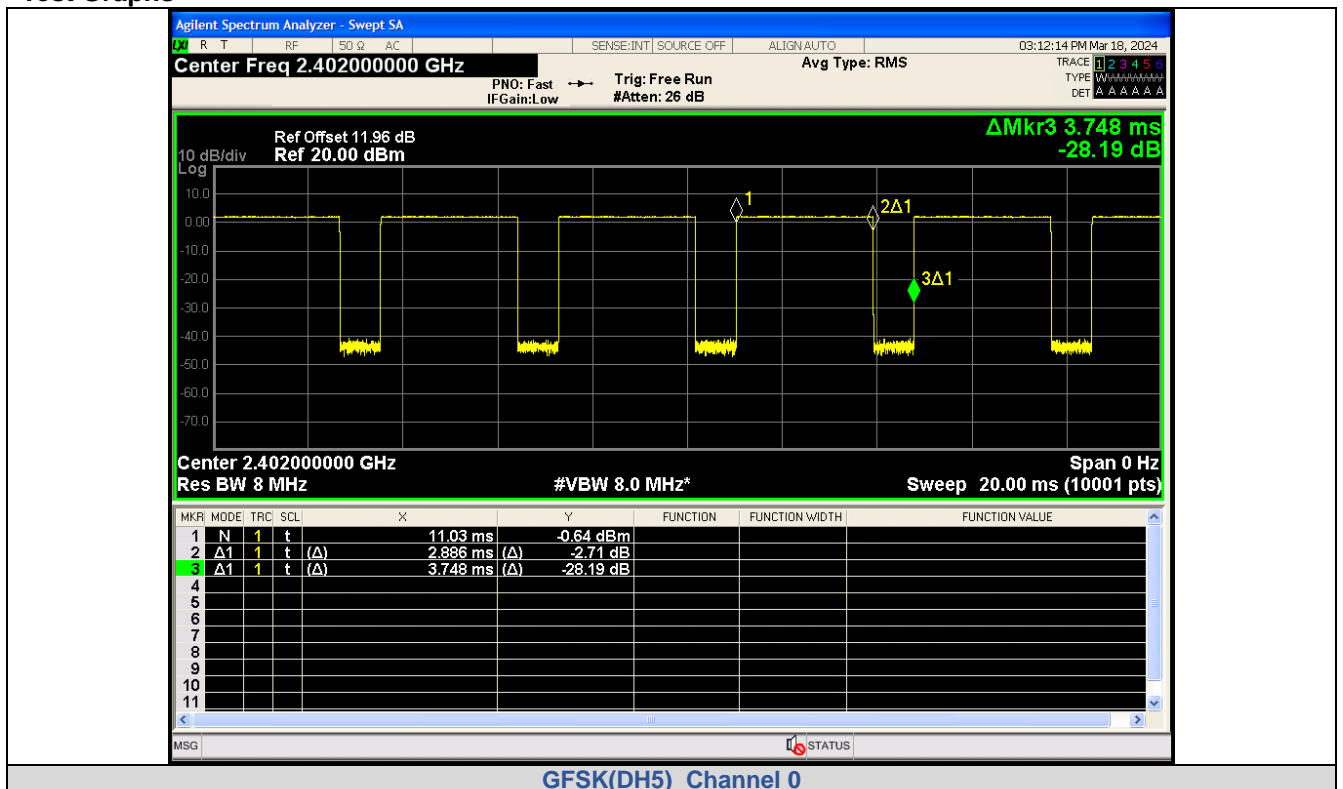 Test Graphs
Agilent Spectrum Analyzer - Swept SA
LXI R T RF 50 Ω AC SENSE:INT SOURCE OFF ALIGN AUTO 03:12:14 PM Mar 18, 2024
Center Freq 2.402000000 GHz Avg Type: RMS TRACE 1 2 3 4 5 6
PNO: Fast Trig: Free Run TYPE WWWWWW
IFGain:Low #Atten: 26 dB DET A A A A A A
ΔMkr3 3.748 ms
Ref Offset 11.96 dB
10 dB/div Ref 20.00 dBm -28.19 dB
Log
10.0
1
2Δ1
0.00
-10.0
-20.0
3Δ1
-30.0
-40.0
-50.0
-60.0
-70.0
Center 2.402000000 GHz Span 0 Hz
Res BW 8 MHz #VBW 8.0 MHz* Sweep 20.00 ms (10001 pts)
MKR MODE TRC SCL X Y FUNCTION FUNCTION WIDTH FUNCTION VALUE
1 N 1 t 11.03 ms -0.64 dBm
2 Δ1 1 t (Δ) 2.886 ms (Δ) -2.71 dB
3 Δ1 1 t (Δ) 3.748 ms (Δ) -28.19 dB
4
5
6
7
8
9
10
11
MSG STATUS
GFSK(DH5) Channel 0